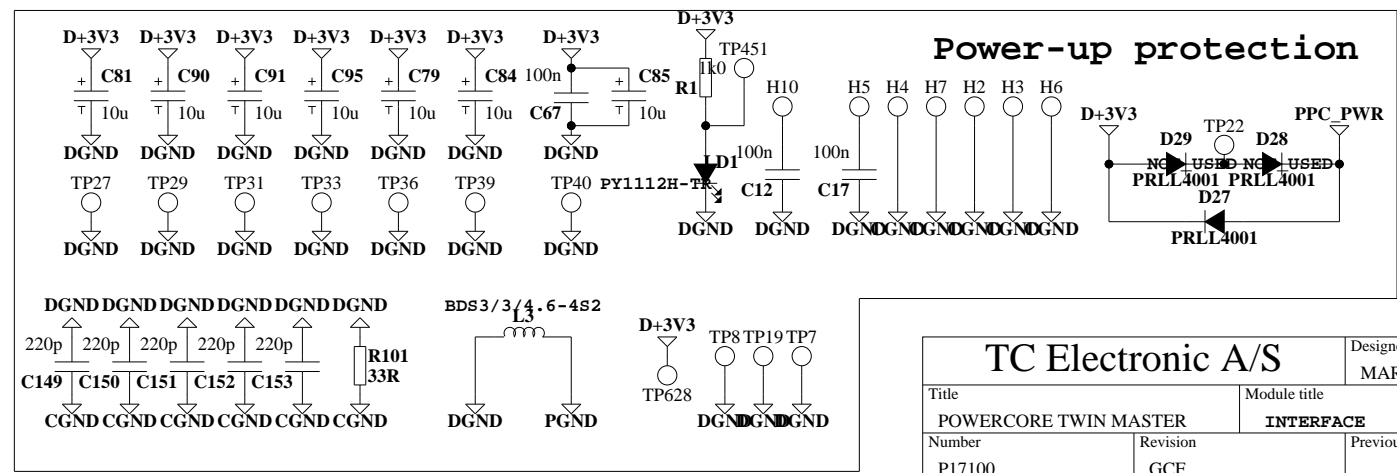 Power-up protection
D+3V3 D+3V3 D+3V3 D+3V3 D+3V3 D+3V3 D+3V3 D+3V3
TP451
C81 C90 C91 C95 C79 C84 100n C85 R1 1k0
10u 10u 10u 10u 10u 10u C67 10u
H10 H5 H4 H7 H2 H3 H6
D+3V3 TP22 PPC_PWR
D29 D28
NOT USED NOT USED
PRLL4001 PRLL4001
D27
PRLL4001
DGND DGND DGND DGND DGND DGND DGND
LD1 100n 100n
PY1112H-TR C12 C17
TP27 TP29 TP31 TP33 TP36 TP39 TP40
DGND DGND DGND DGND DGND DGND DGND
DGND DGND DGND DGND DGND DGND DGND DGND DGND
DGND DGND DGND DGND DGND DGND
220p 220p 220p 220p 220p R101
C149 C150 C151 C152 C153 33R
CGND CGND CGND CGND CGND CGND
BDS3/3/4.6-4S2
L3
DGND PGND
D+3V3
TP628
TP8 TP19 TP7
DGND DGND DGND
TC Electronic A/S
Title
POWERCORE TWIN MASTER
Module title
INTERFACE
Number
P17100
Revision
GCF